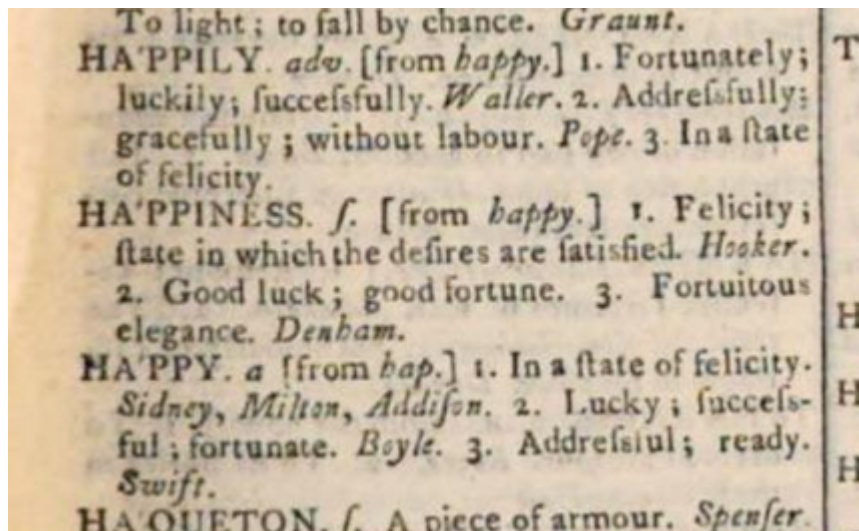 To light; to fall by chance. Graunt.
HA'PPILY. adv. [from happy.] 1. Fortunately;
luckily; ſucceſsfully. Waller. 2. Addreſsfully;
gracefully; without labour. Pope. 3. In a ſtate
of felicity.
HA'PPINESS. ſ. [from happy.] 1. Felicity;
ſtate in which the deſires are ſatisfied. Hooker.
2. Good luck; good fortune. 3. Fortuitous
elegance. Denham.
HA'PPY. a [from hap.] 1. In a ſtate of felicity.
Sidney, Milton, Addiſon. 2. Lucky; ſucceſs-
ful; fortunate. Boyle. 3. Addreſsful; ready.
Swift.
HA'QUETON. ſ. A piece of armour. Spenſer.
T
H
H
H